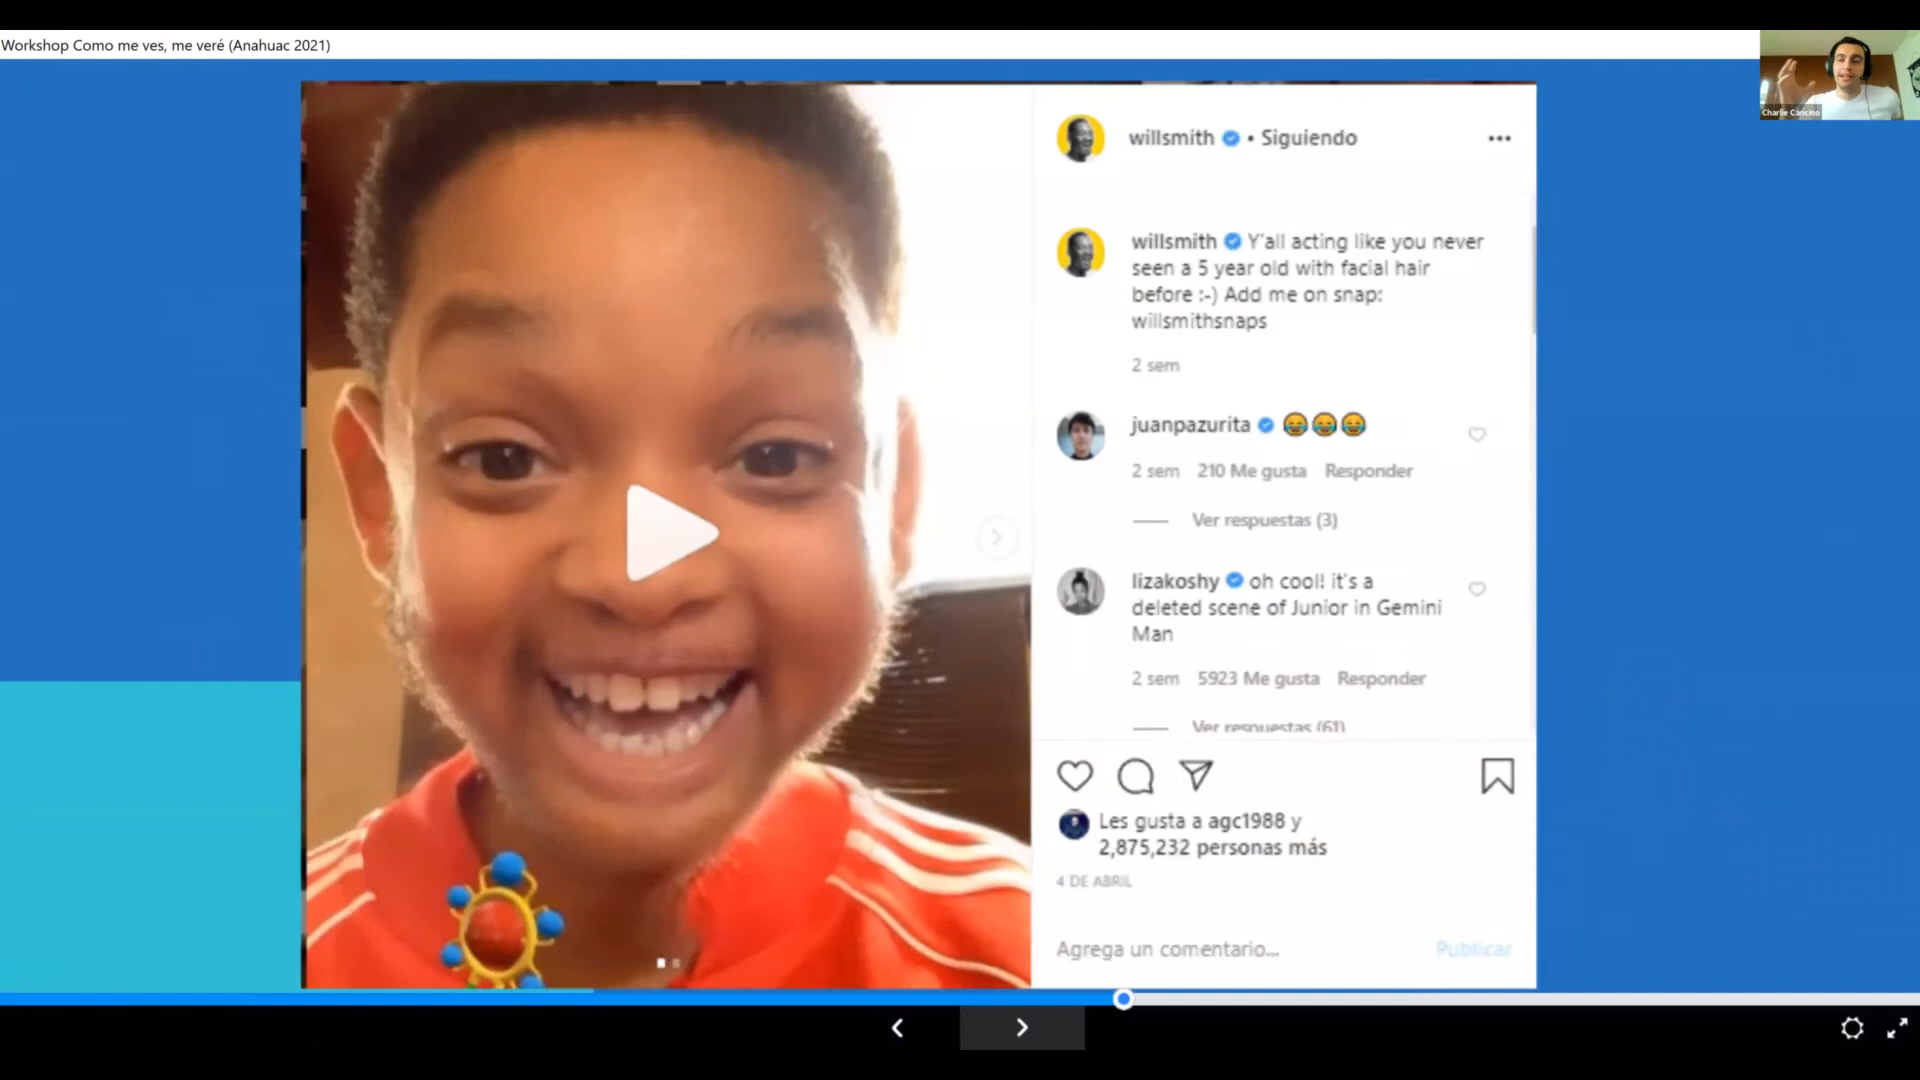 Workshop Como me ves, me veré (Anahuac 2021)
Charlie Cancino
willsmith • Siguiendo
willsmith Y'all acting like you never
seen a 5 year old with facial hair
before :-) Add me on snap:
willsmithsnaps
2 sem
juanpazurita 😂😂😂
2 sem 210 Me gusta Responder
Ver respuestas (3)
lizakoshy oh cool! it's a
deleted scene of Junior in Gemini
Man
2 sem 5923 Me gusta Responder
Ver respuestas (61)
Les gusta a agc1988 y
2,875,232 personas más
4 DE ABRIL
Agrega un comentario... Publicar